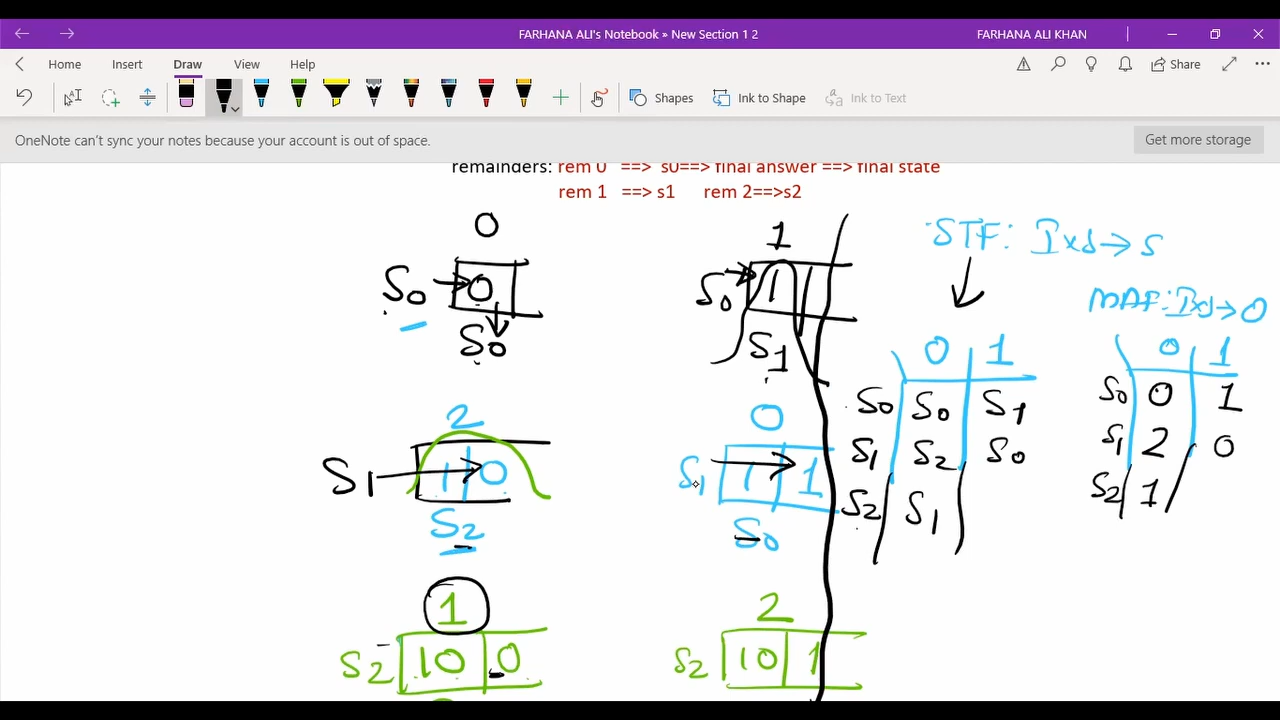 FARHANA ALI's Notebook » New Section 1 2
FARHANA ALI KHAN
Home Insert Draw View Help
Share
Shapes
Ink to Shape
Ink to Text
OneNote can't sync your notes because your account is out of space.
Get more storage
remainders: rem 0 ==> s0==> final answer ==> final state
rem 1 ==> s1 rem 2==>s2
0
S0 0
S0
1
S0 1
S1
2
S1 1 0
S2
0
S1 1 1
S0
1
S2 10 0
2
S2 10 1
STF: IxS→S
0 1
S0 S0 S1
S1 S2 S0
S2 S1
MAF: IxS→O
0 1
S0 0 1
S1 2 0
S2 1